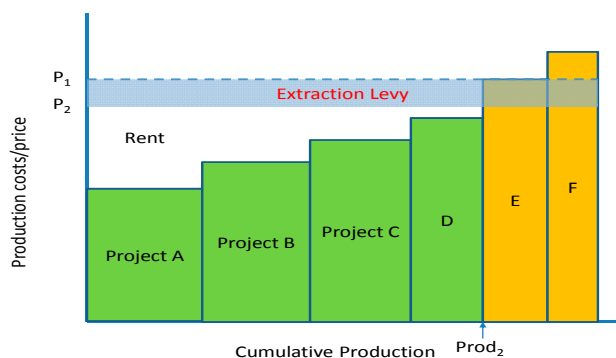 P₁
Extraction Levy
P₂
Rent
Production costs/price
Project A
Project B
Project C
D
E
F
Cumulative Production
Prod₂